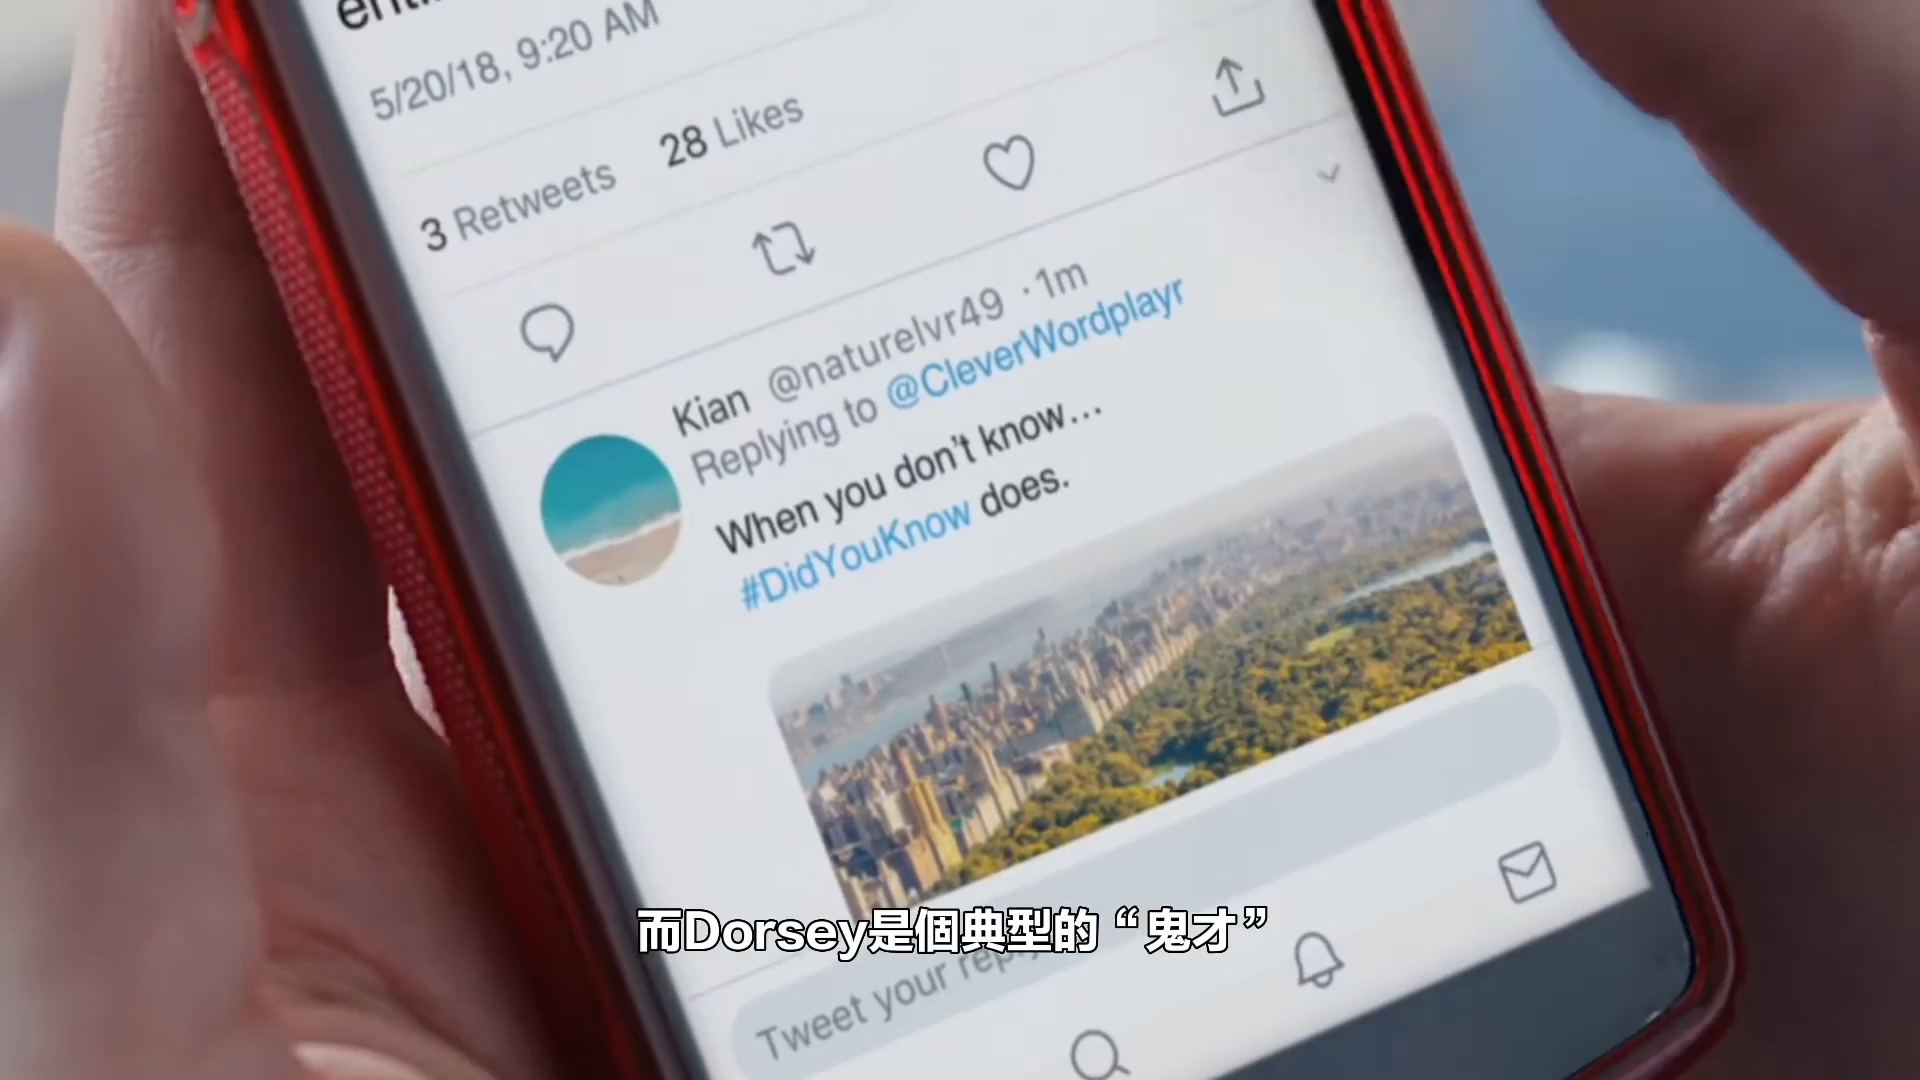 5/20/18, 9:20 AM
3 Retweets 28 Likes
Kian @naturelvr49 · 1m
Replying to @CleverWordplayr
When you don't know...
#DidYouKnow does.
而Dorsey是個典型的“鬼才”
Tweet your reply